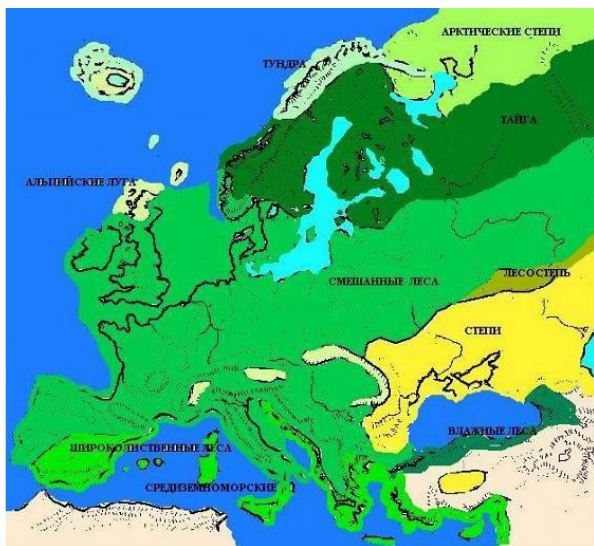 АРКТИЧЕСКИЕ СТЕПИ
ТУНДРА
ТАЙГА
АЛЬПИЙСКИЕ ЛУГА
ЛЕСОСТЕПЬ
СМЕШАННЫЕ ЛЕСА
СТЕПИ
ВЛАЖНЫЕ ЛЕСА
ШИРОКОЛИСТВЕННЫЕ ЛЕСА
СРЕДИЗЕМНОМОРСКИЕ